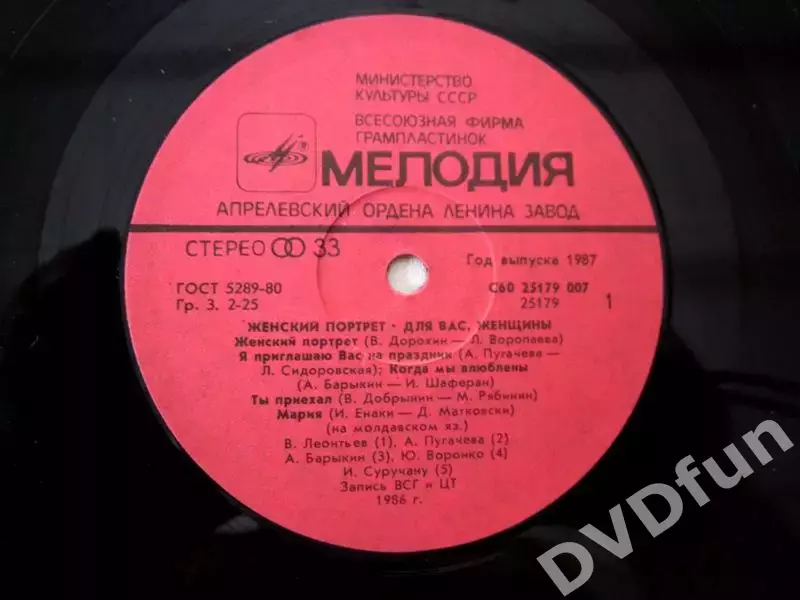 МИНИСТЕРСТВО
КУЛЬТУРЫ СССР
ВСЕСОЮЗНАЯ ФИРМА
ГРАМПЛАСТИНОК
МЕЛОДИЯ
АПРЕЛЕВСКИЙ ОРДЕНА ЛЕНИНА ЗАВОД
СТЕРЕО 33
Год выпуска 1987
ГОСТ 5289-80
С60 25179 007
Гр. 3. 2-25
25179 1
ЖЕНСКИЙ ПОРТРЕТ · ДЛЯ ВАС, ЖЕНЩИНЫ
Женский портрет (В. Дорохин — Л. Воропаева)
Я приглашаю Вас на праздник (А. Пугачева —
Л. Сидоровская); Когда мы влюблены
(А. Барыкин — И. Шаферан)
Ты приехал (В. Добрынин — М. Рябинин)
Мария (И. Енаки — Д. Матковски)
(на молдавском яз.)
В. Леонтьев (1), А. Пугачева (2)
А. Барыкин (3), Ю. Воронко (4)
И. Суручану (5)
Запись ВСГ и ЦТ
1986 г.
DVDfun